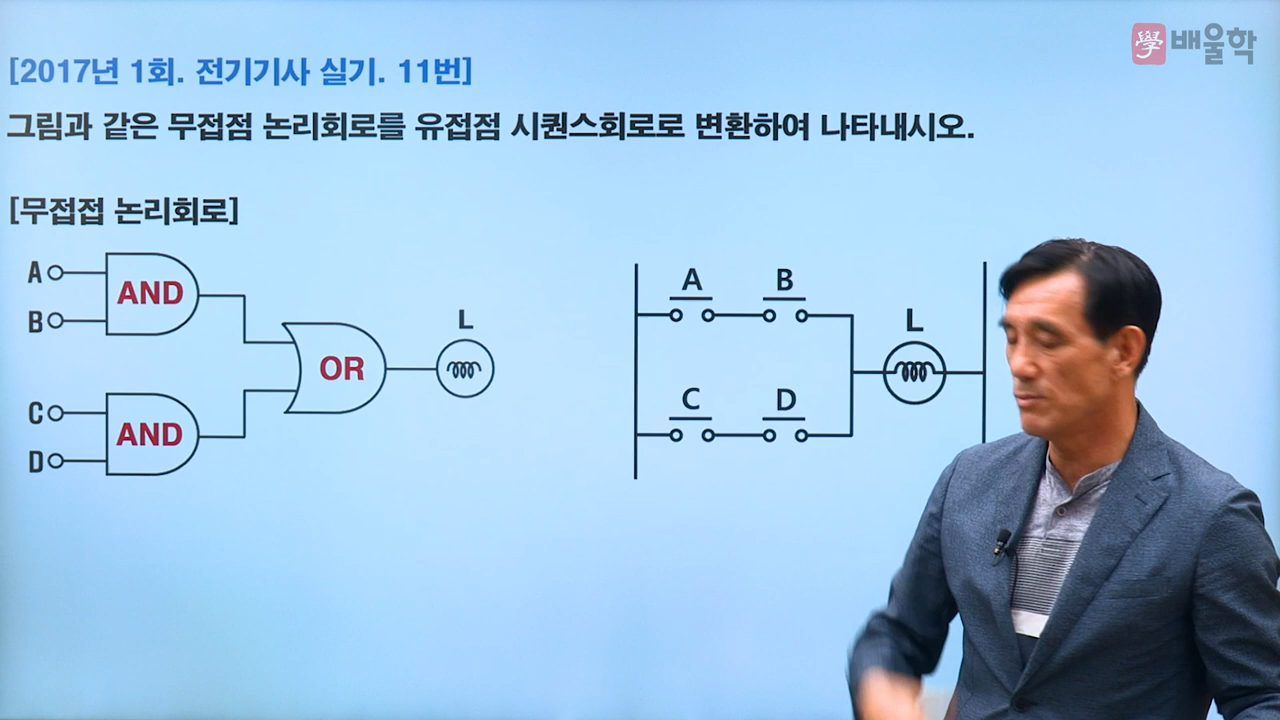 學 배울학
[2017년 1회. 전기기사 실기. 11번]
그림과 같은 무접점 논리회로를 유접점 시퀀스회로로 변환하여 나타내시오.
[무접접 논리회로]
A
B
AND
C
D
AND
OR
L
A B
C D
L